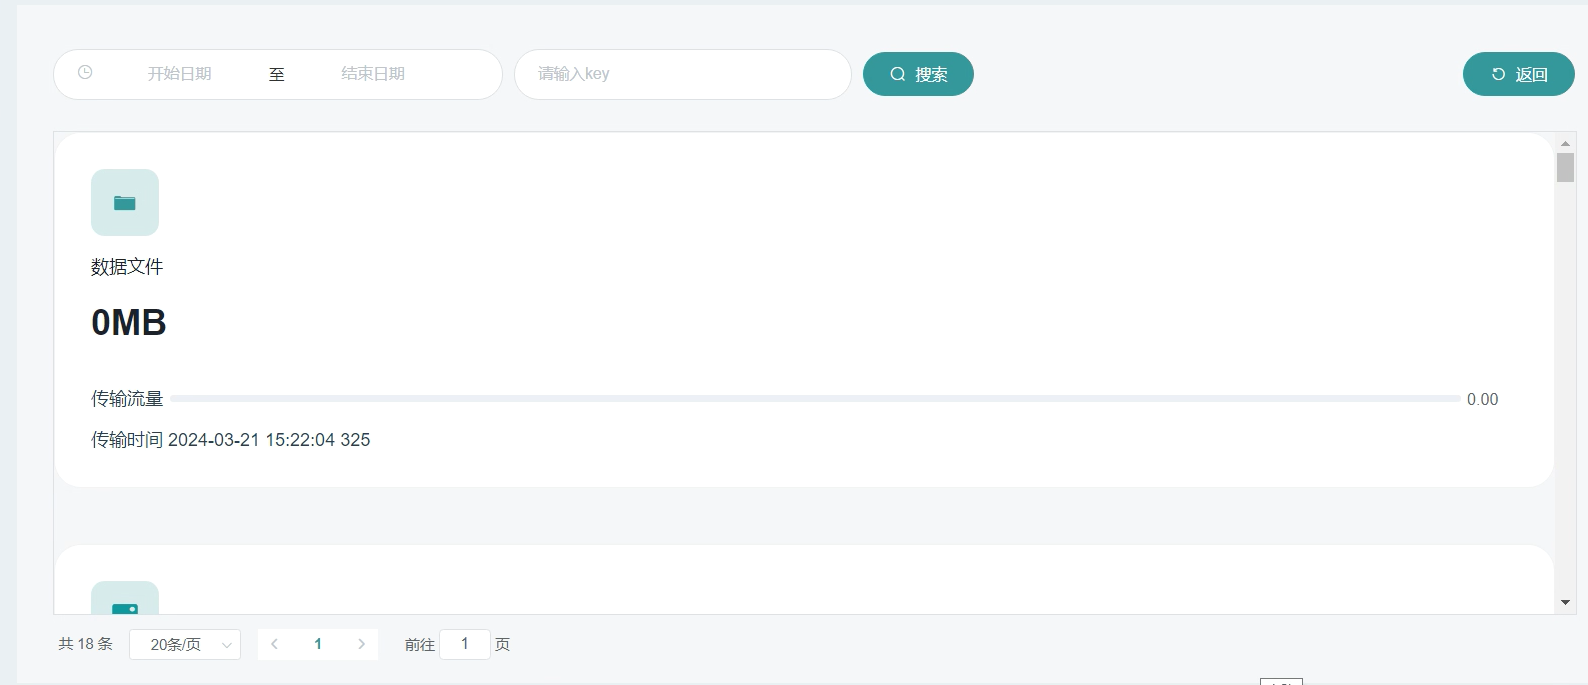 开始日期 至 结束日期 请输入key 搜索 返回
数据文件
0MB
传输流量 0.00
传输时间 2024-03-21 15:22:04 325
共 18 条 20条/页 1 前往 1 页